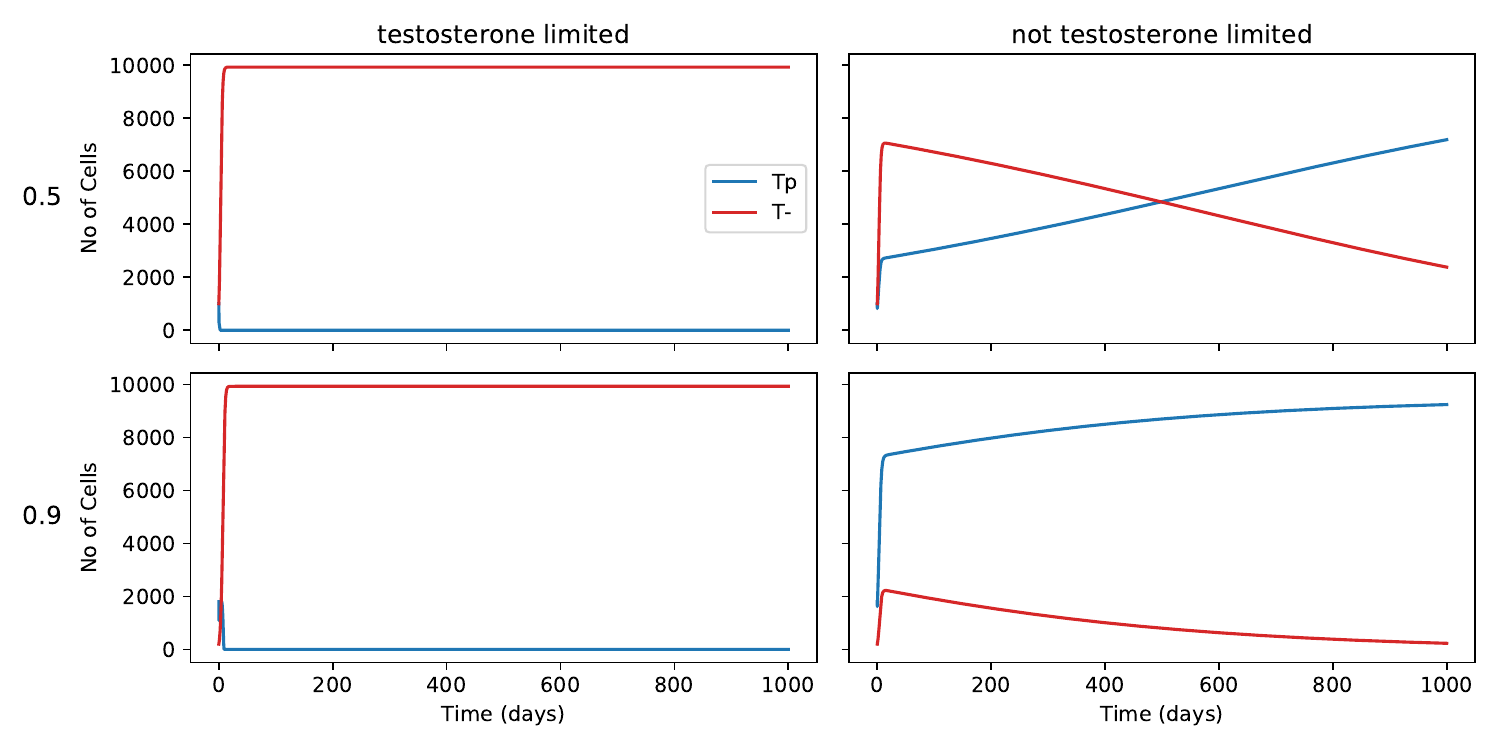 testosterone limited
not testosterone limited
10000
8000
6000
4000
2000
0
No of Cells
0.5
Tp
T-
10000
8000
6000
4000
2000
0
No of Cells
0.9
0 200 400 600 800 1000
Time (days)
0 200 400 600 800 1000
Time (days)